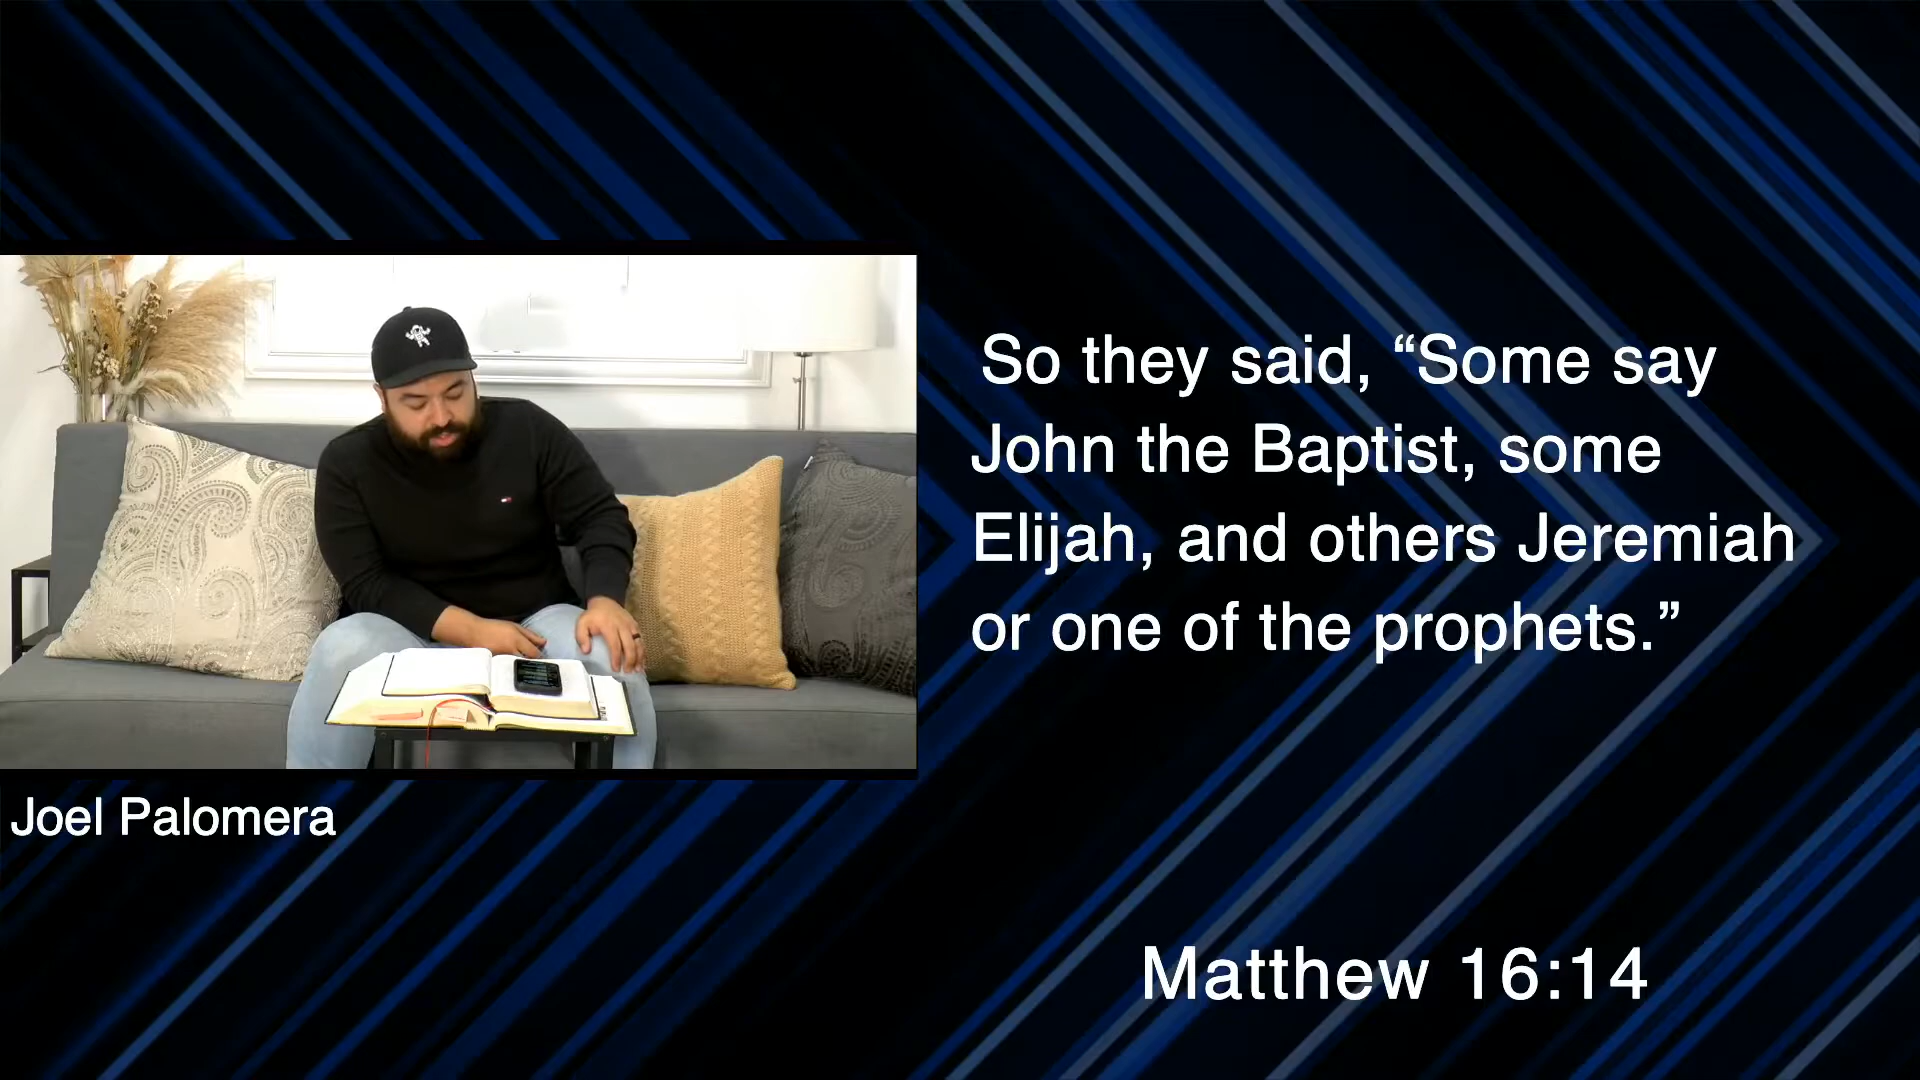 So they said, “Some say
John the Baptist, some
Elijah, and others Jeremiah
or one of the prophets.”
Joel Palomera
Matthew 16:14